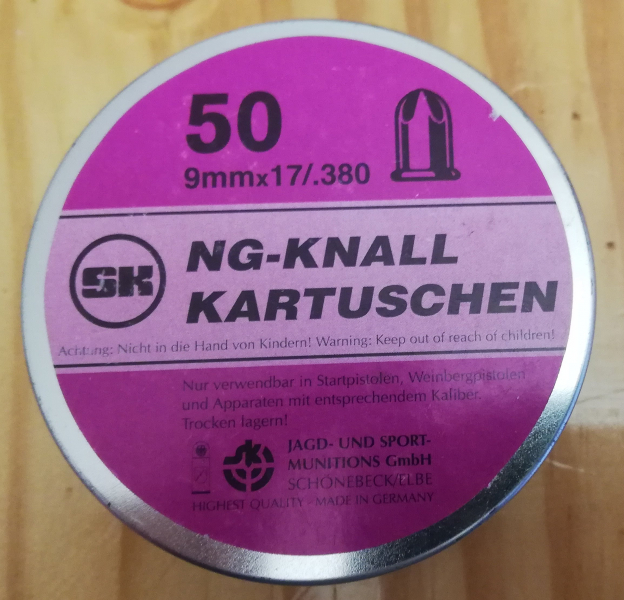 50
9mmx17/.380
SK
NG-KNALL
KARTUSCHEN
Achtung: Nicht in die Hand von Kindern! Warning: Keep out of reach of children!
Nur verwendbar in Startpistolen, Weinbergpistolen
und Apparaten mit entsprechendem Kaliber.
Trocken lagern!
SK
JAGD- UND SPORT-
MUNITIONS GmbH
SCHÖNEBECK/ELBE
HIGHEST QUALITY - MADE IN GERMANY